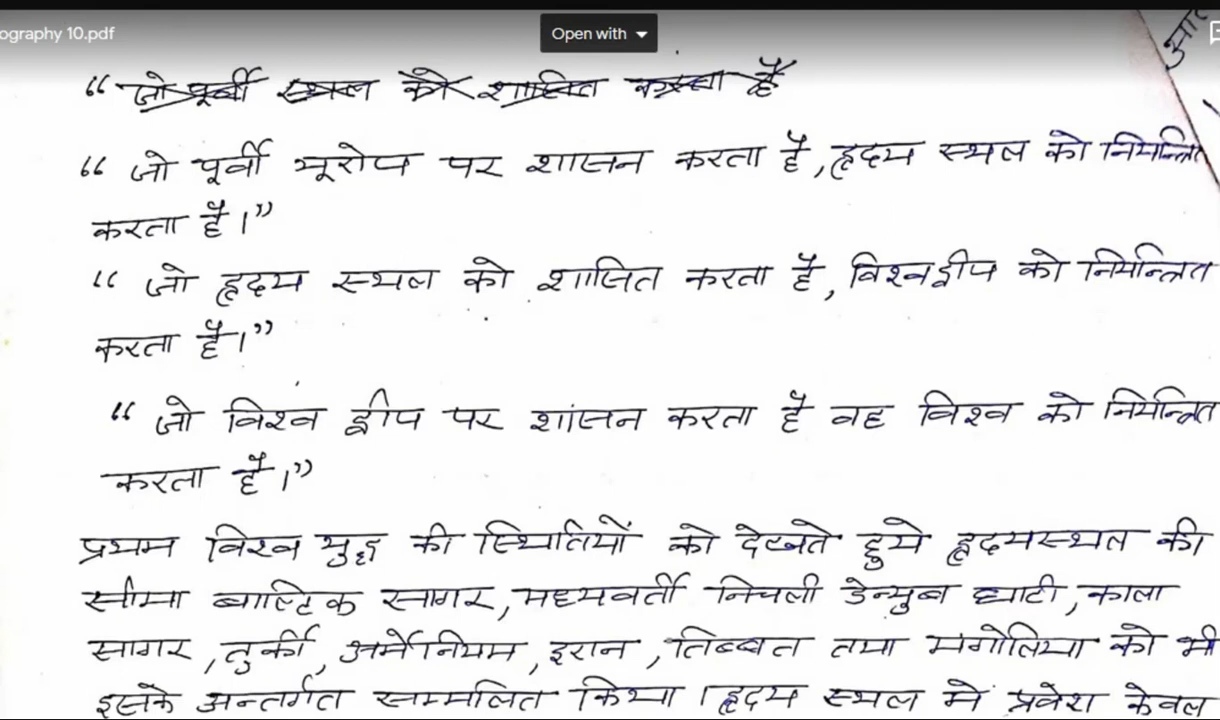 ography 10.pdf
Open with
“ जो पूर्वी स्थल को शासित करता है
“ जो पूर्वी यूरोप पर शासन करता है, हृदय स्थल को नियन्त्रित
करता है।”
“ जो हृदय स्थल को शासित करता है, विश्वद्वीप को नियन्त्रित
करता है।”
“ जो विश्व द्वीप पर शांसन करता है वह विश्व को नियन्त्रित
करता है।”
प्रथम विश्व युद्ध की स्थितियों को देखते हुये हृदयस्थल की
सीमा बाल्टिक सागर, मध्यवर्ती निचली डेन्युब घाटी, काला
सागर, तुर्की, अर्मेनियम, इरान, तिब्बत तथा मंगोलिया को भी
इसके अन्तर्गत सम्मलित किया। हृदय स्थल में प्रवेश केवल